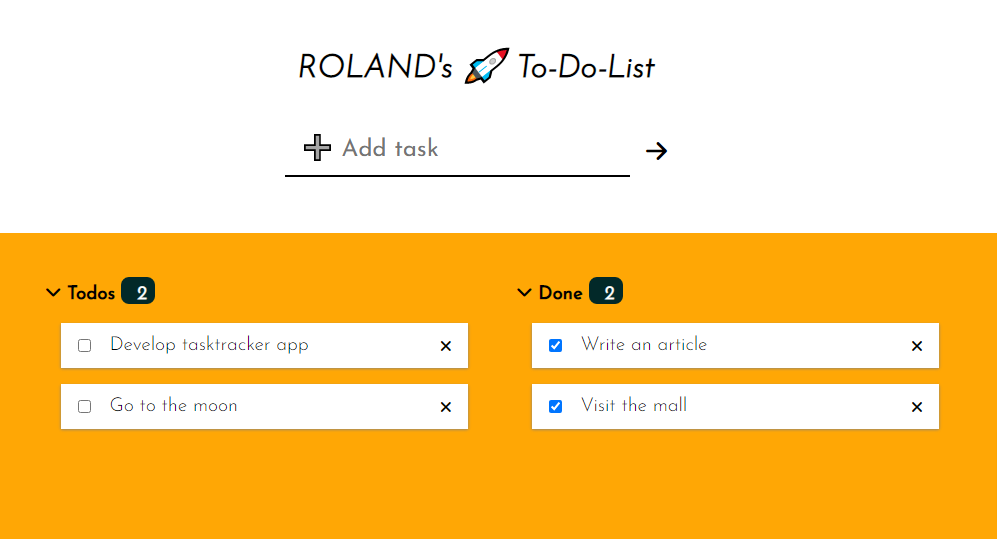 ROLAND's 🚀 To-Do-List
Add task
Todos 2
Develop tasktracker app
Go to the moon
Done 2
Write an article
Visit the mall